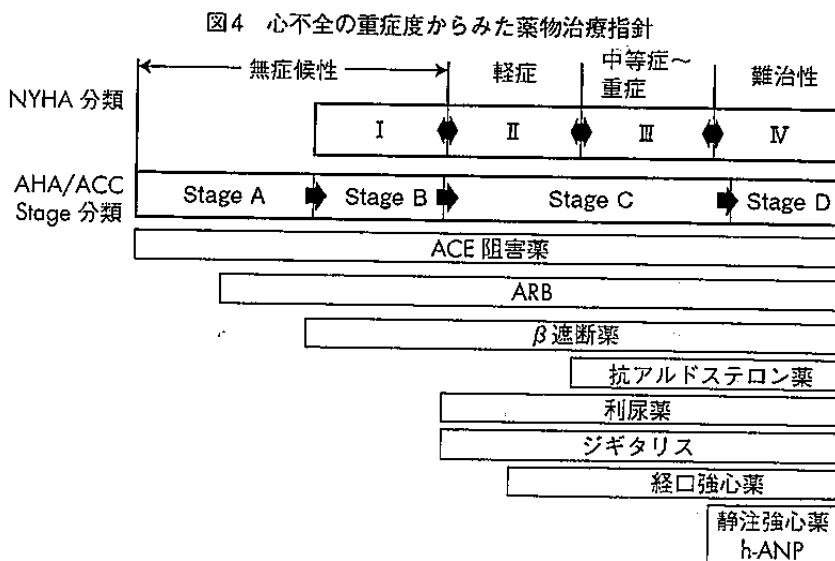 図4 心不全の重症度からみた薬物治療指針
無症候性 軽症 中等症〜重症 難治性
NYHA 分類
I II III IV
AHA/ACC
Stage 分類
Stage A Stage B Stage C Stage D
ACE 阻害薬
ARB
β遮断薬
抗アルドステロン薬
利尿薬
ジギタリス
経口強心薬
静注強心薬
h-ANP